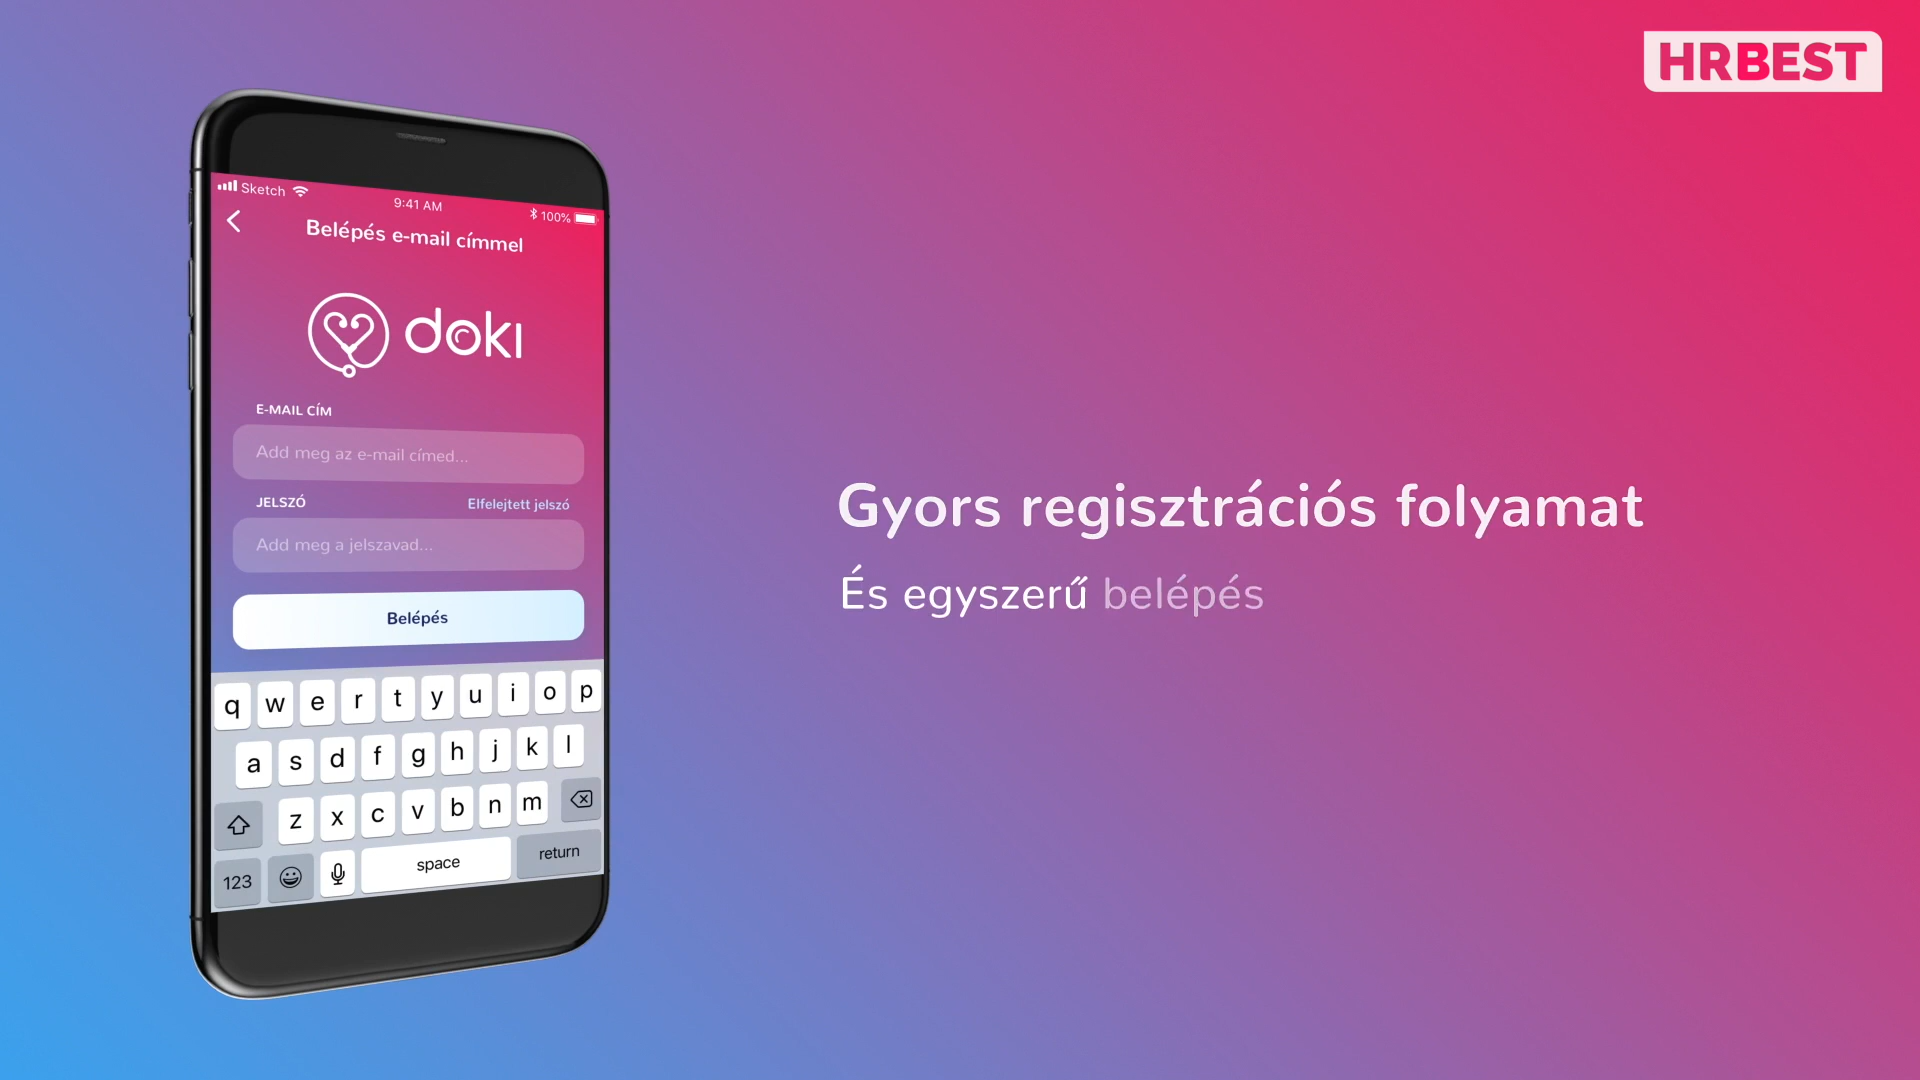 HRBEST
Sketch
9:41 AM
100%
Belépés e-mail címmel
doki
E-MAIL CÍM
Add meg az e-mail címed...
JELSZÓ Elfelejtett jelszó
Add meg a jelszavad...
Belépés
q w e r t y u i o p
a s d f g h j k l
z x c v b n m
123 space return
Gyors regisztrációs folyamat
És egyszerű belépés